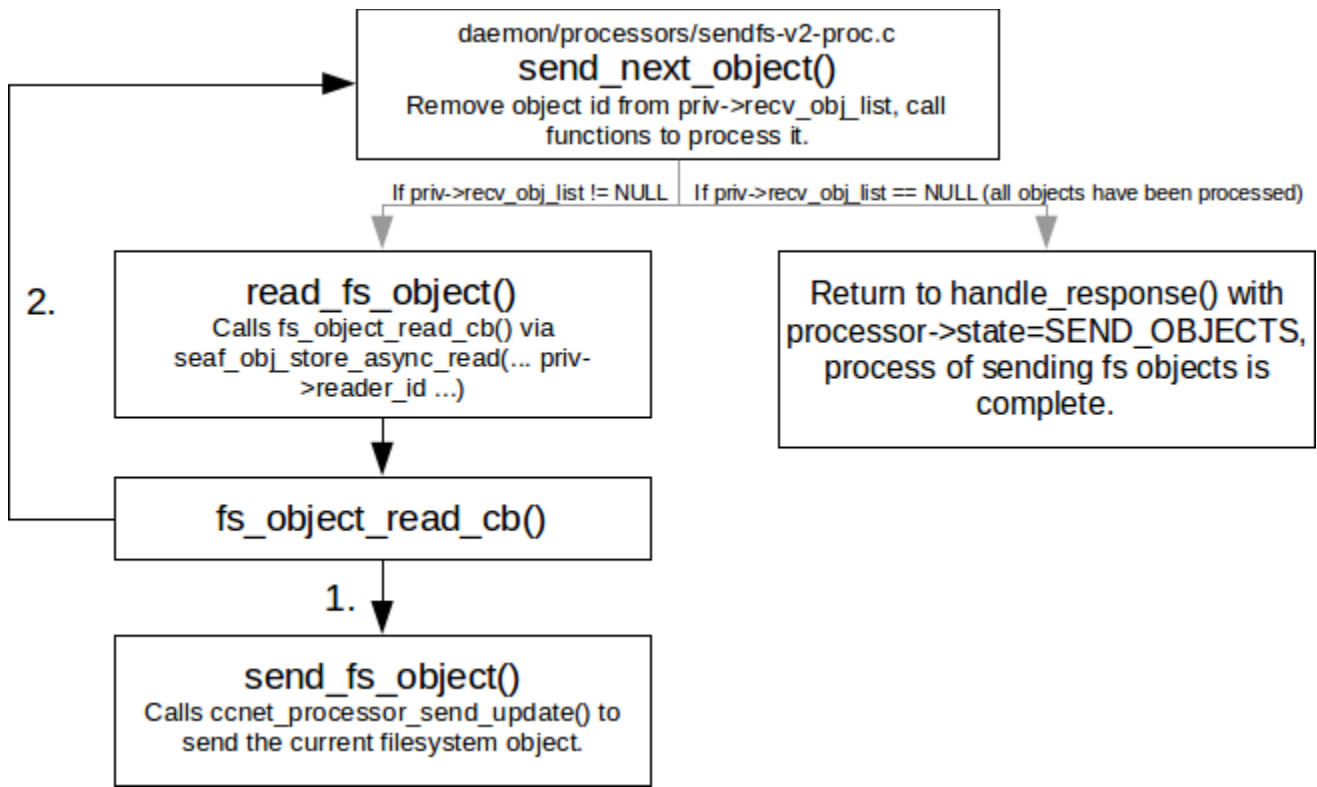 daemon/processors/sendfs-v2-proc.c
send_next_object()
Remove object id from priv->recv_obj_list, call
functions to process it.
If priv->recv_obj_list != NULL
If priv->recv_obj_list == NULL (all objects have been processed)
read_fs_object()
Calls fs_object_read_cb() via
seaf_obj_store_async_read(... priv-
>reader_id ...)
Return to handle_response() with
processor->state=SEND_OBJECTS,
process of sending fs objects is
complete.
2.
fs_object_read_cb()
1.
send_fs_object()
Calls ccnet_processor_send_update() to
send the current filesystem object.